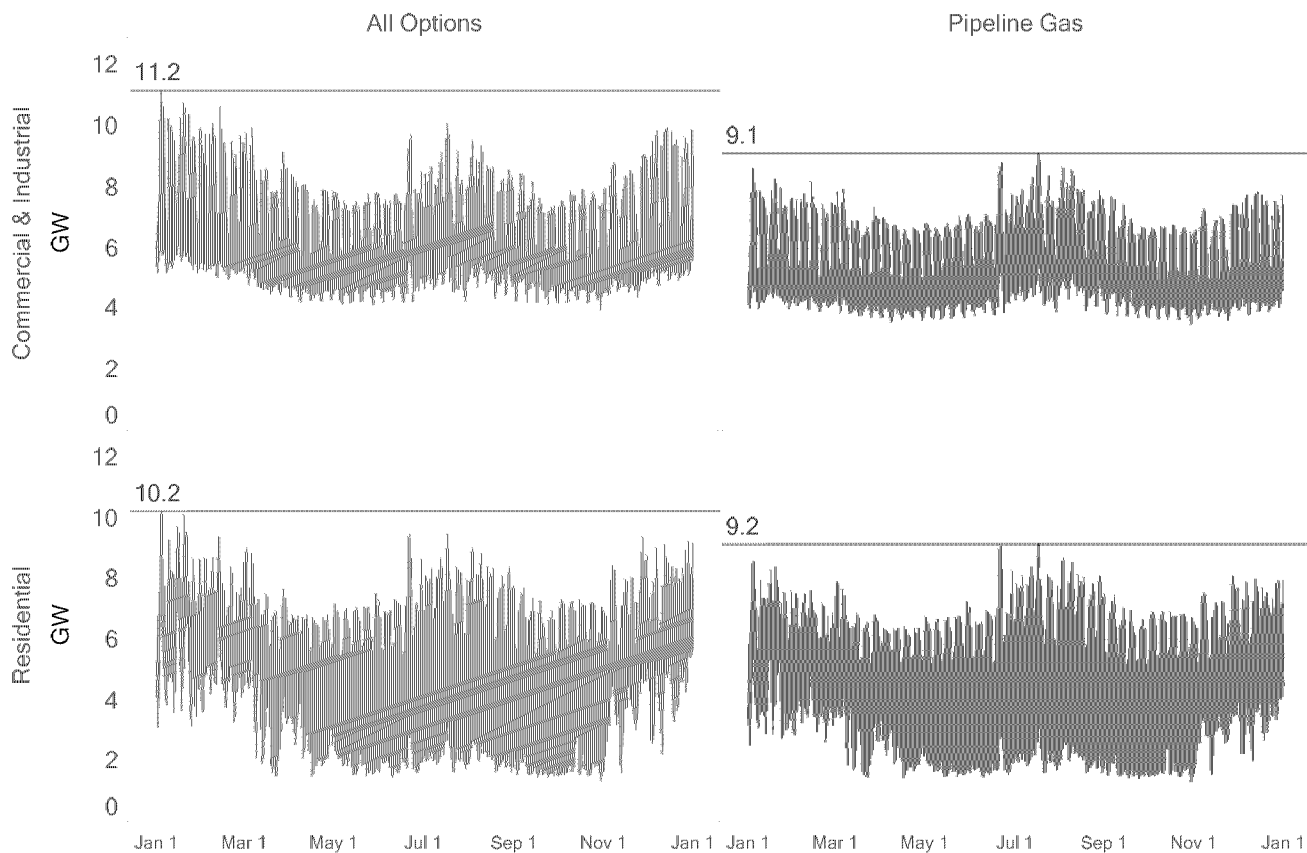 All Options
Pipeline Gas
Commercial & Industrial
GW
12
10
8
6
4
2
0
11.2
9.1
Residential
GW
12
10
8
6
4
2
0
10.2
9.2
Jan 1 Mar 1 May 1 Jul 1 Sep 1 Nov 1 Jan 1
Jan 1 Mar 1 May 1 Jul 1 Sep 1 Nov 1 Jan 1